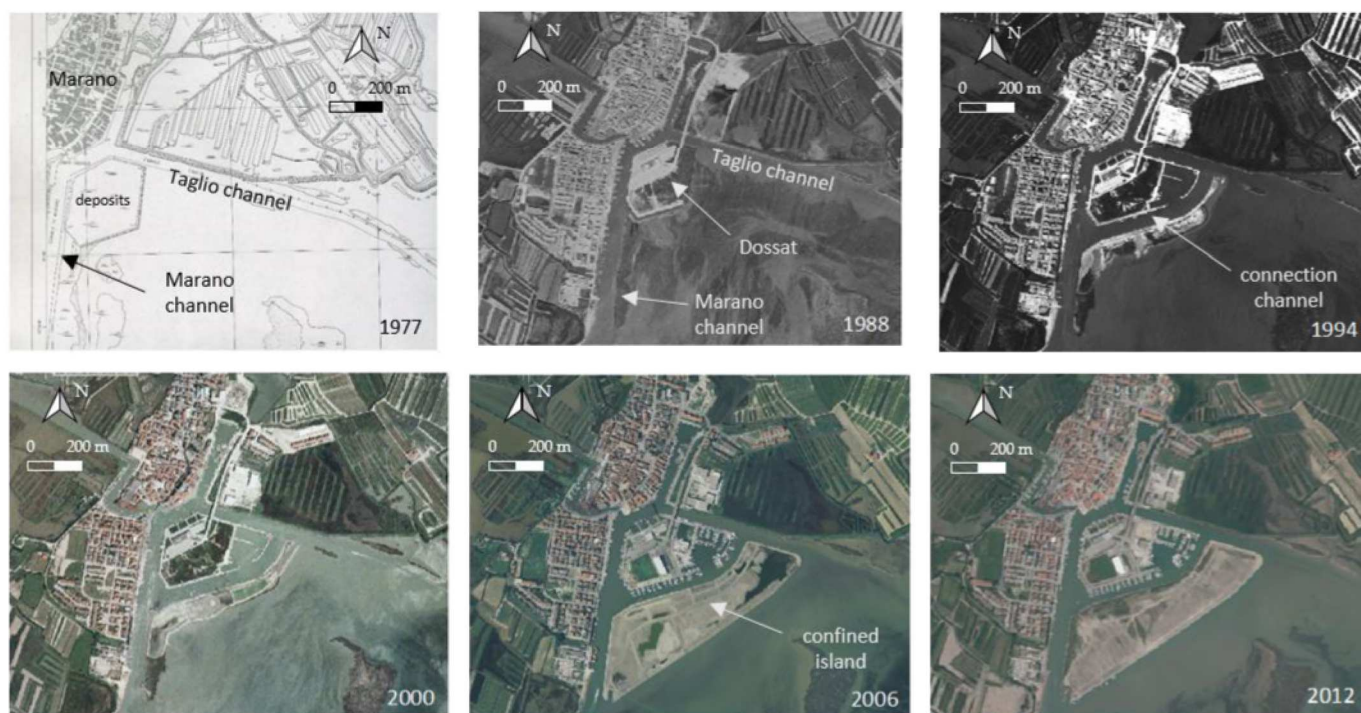 N
0 200 m
Marano
Taglio channel
deposits
Marano
channel
1977
N
0 200 m
Taglio channel
Dossat
Marano
channel
1988
N
0 200 m
connection
channel
1994
N
0 200 m
2000
N
0 200 m
confined
island
2006
N
0 200 m
2012